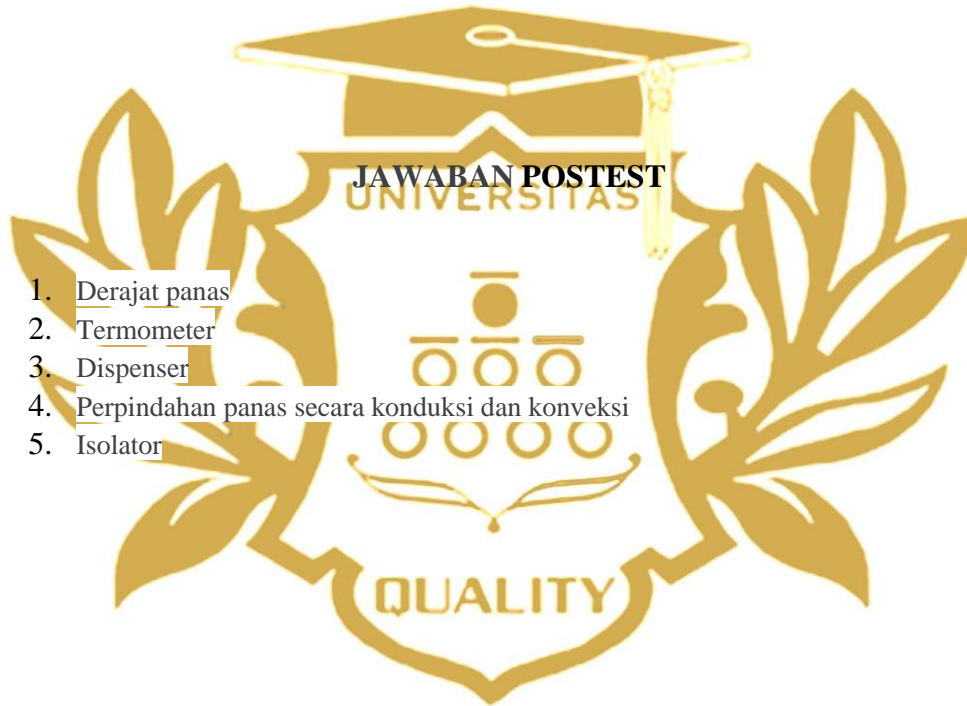 JAWABAN POSTEST
UNIVERSITAS
1. Derajat panas
2. Termometer
3. Dispenser
4. Perpindahan panas secara konduksi dan konveksi
5. Isolator
QUALITY